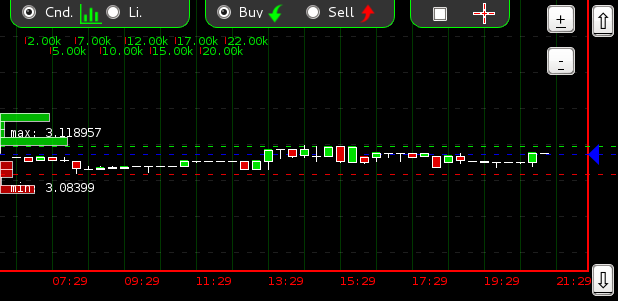 Cnd. Li. Buy Sell
+
-
2.00k 7.00k 12.00k 17.00k 22.00k
5.00k 10.00k 15.00k 20.00k
max: 3.118957
min: 3.08399
07:29 09:29 11:29 13:29 15:29 17:29 19:29 21:29